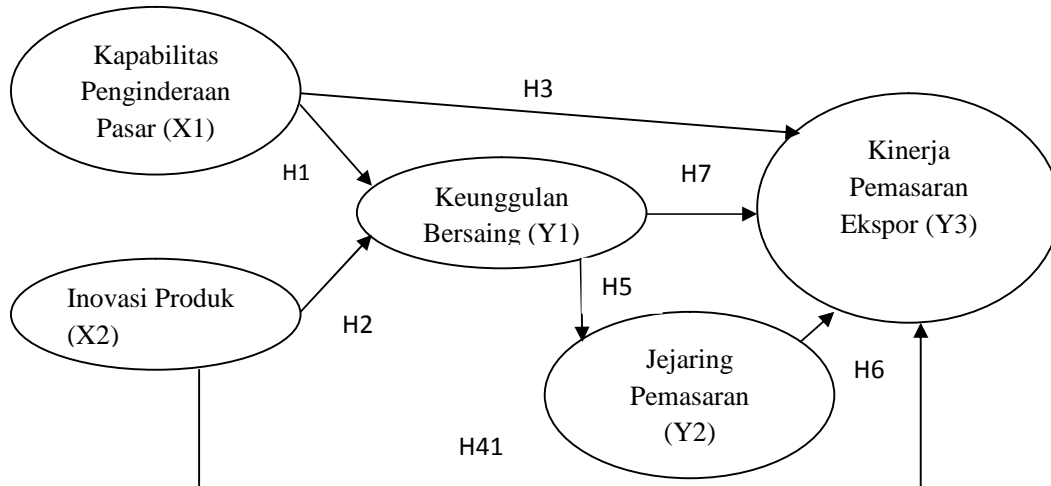 Kapabilitas
Penginderaan
Pasar (X1)
H3
Kinerja
Pemasaran
Ekspor (Y3)
H1
H7
Keunggulan
Bersaing (Y1)
Inovasi Produk
(X2)
H2
H5
Jejaring
Pemasaran
(Y2)
H6
H41